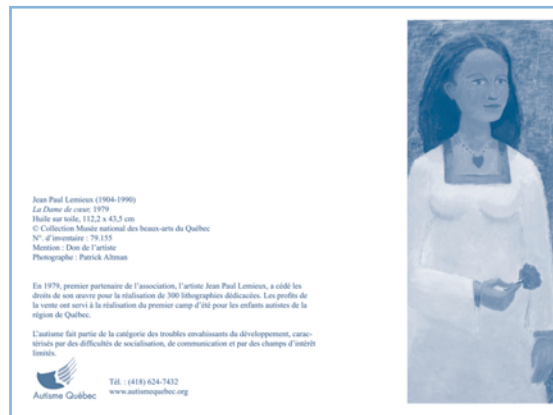 Jean Paul Lemieux (1904-1990)
La Dame de cœur, 1979
Huile sur toile, 112,2 x 43,5 cm
© Collection Musée national des beaux-arts du Québec
N°. d'inventaire : 79.155
Mention : Don de l'artiste
Photographe : Patrick Altman
En 1979, premier partenaire de l'association, l'artiste Jean Paul Lemieux, a cédé les
droits de son œuvre pour la réalisation de 300 lithographies dédicacées. Les profits de
la vente ont servi à la réalisation du premier camp d'été pour les enfants autistes de la
région de Québec.
L'autisme fait partie de la catégorie des troubles envahissants du développement, carac-
térisés par des difficultés de socialisation, de communication et par des champs d'intérêt
limités.
Autisme Québec
Tél. : (418) 624-7432
www.autismequebec.org